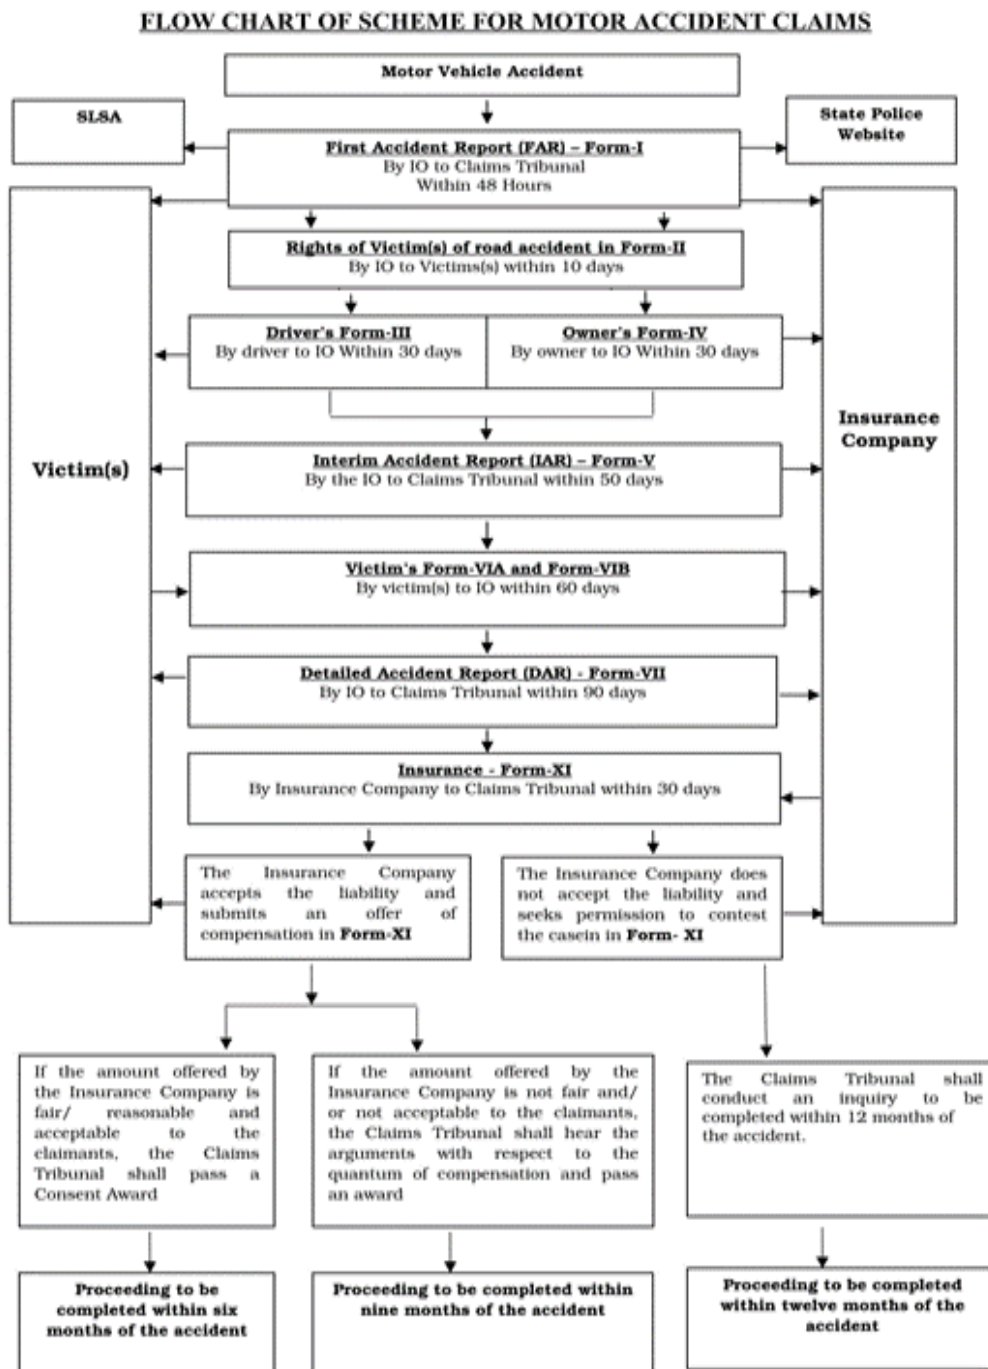 FLOW CHART OF SCHEME FOR MOTOR ACCIDENT CLAIMS
Motor Vehicle Accident
SLSA
State Police
Website
First Accident Report (FAR) – Form-I
By IO to Claims Tribunal
Within 48 Hours
Rights of Victim(s) of road accident in Form-II
By IO to Victims(s) within 10 days
Driver's Form-III
By driver to IO Within 30 days
Owner's Form-IV
By owner to IO Within 30 days
Victim(s)
Insurance
Company
Interim Accident Report (IAR) – Form-V
By the IO to Claims Tribunal within 50 days
Victim's Form-VIA and Form-VIB
By victim(s) to IO within 60 days
Detailed Accident Report (DAR) - Form-VII
By IO to Claims Tribunal within 90 days
Insurance - Form-XI
By Insurance Company to Claims Tribunal within 30 days
The Insurance Company
accepts the liability and
submits an offer of
compensation in Form-XI
The Insurance Company does
not accept the liability and
seeks permission to contest
the casein in Form- XI
If the amount offered by
the Insurance Company is
fair/ reasonable and
acceptable to the
claimants, the Claims
Tribunal shall pass a
Consent Award
If the amount offered by the
Insurance Company is not fair and/
or not acceptable to the claimants,
the Claims Tribunal shall hear the
arguments with respect to the
quantum of compensation and pass
an award
The Claims Tribunal shall
conduct an inquiry to be
completed within 12 months of
the accident.
Proceeding to be
completed within six
months of the accident
Proceeding to be completed within
nine months of the accident
Proceeding to be completed
within twelve months of the
accident